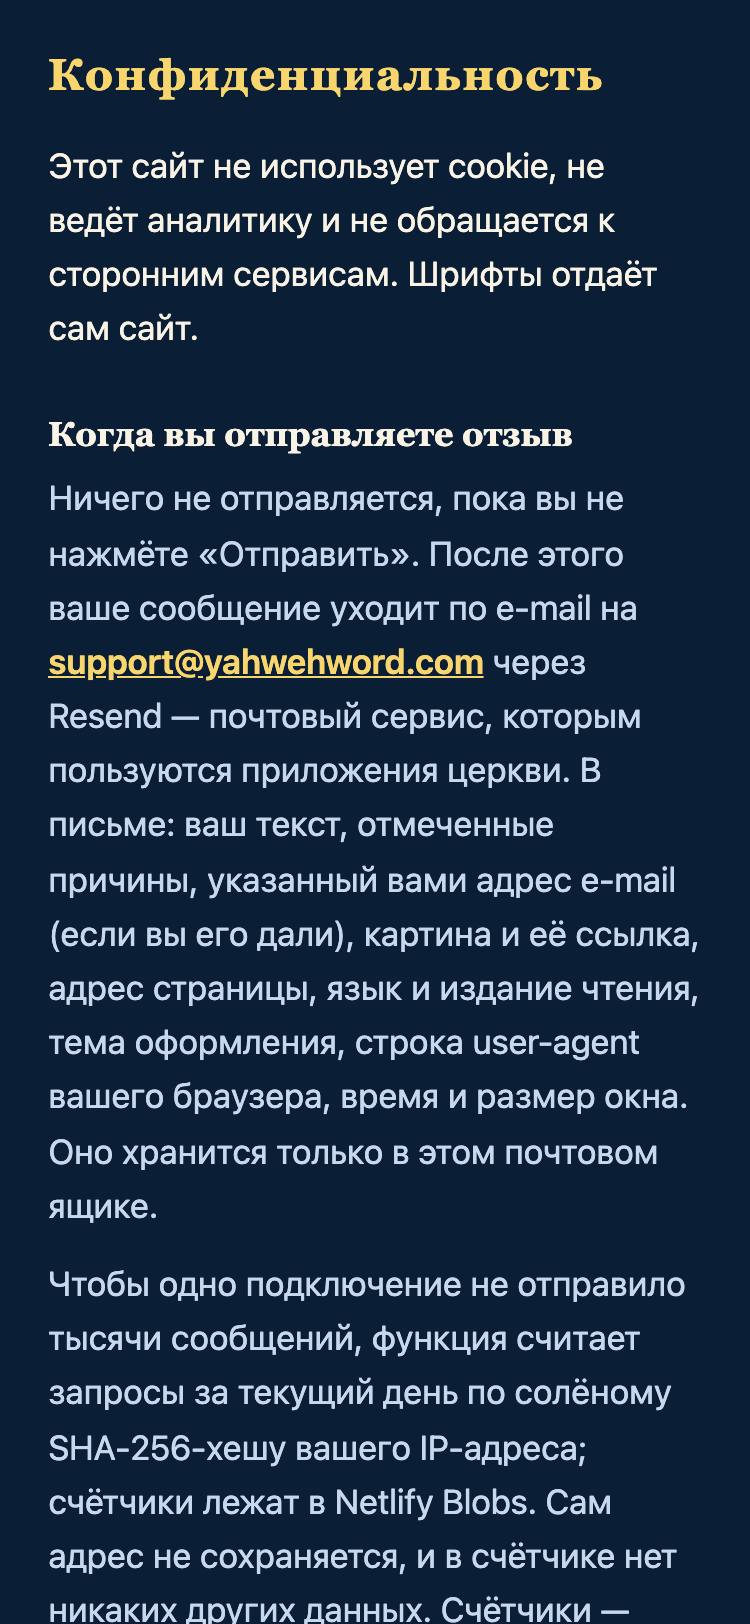 Конфиденциальность
Этот сайт не использует cookie, не
ведёт аналитику и не обращается к
сторонним сервисам. Шрифты отдаёт
сам сайт.
Когда вы отправляете отзыв
Ничего не отправляется, пока вы не
нажмёте «Отправить». После этого
ваше сообщение уходит по e-mail на
support@yahwehword.com через
Resend — почтовый сервис, которым
пользуются приложения церкви. В
письме: ваш текст, отмеченные
причины, указанный вами адрес e-mail
(если вы его дали), картина и её ссылка,
адрес страницы, язык и издание чтения,
тема оформления, строка user-agent
вашего браузера, время и размер окна.
Оно хранится только в этом почтовом
ящике.
Чтобы одно подключение не отправило
тысячи сообщений, функция считает
запросы за текущий день по солёному
SHA-256-хешу вашего IP-адреса;
счётчики лежат в Netlify Blobs. Сам
адрес не сохраняется, и в счётчике нет
никаких других данных. Счётчики —